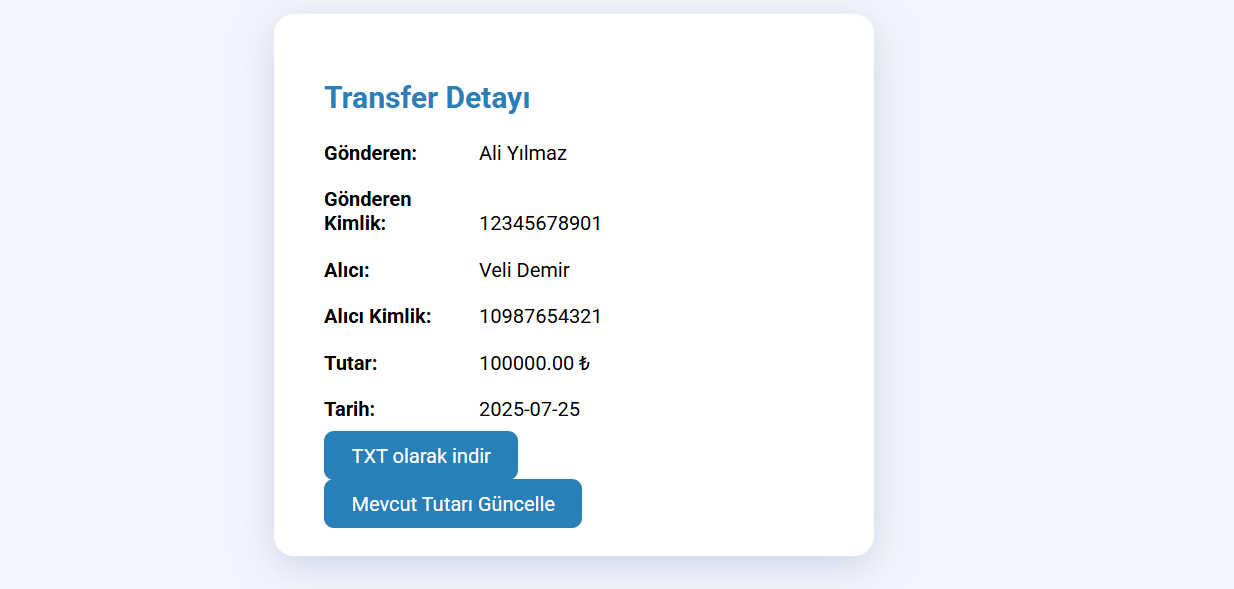 Transfer Detayı
Gönderen: Ali Yılmaz
Gönderen
Kimlik: 12345678901
Alıcı: Veli Demir
Alıcı Kimlik: 10987654321
Tutar: 100000.00 ₺
Tarih: 2025-07-25
TXT olarak indir
Mevcut Tutarı Güncelle